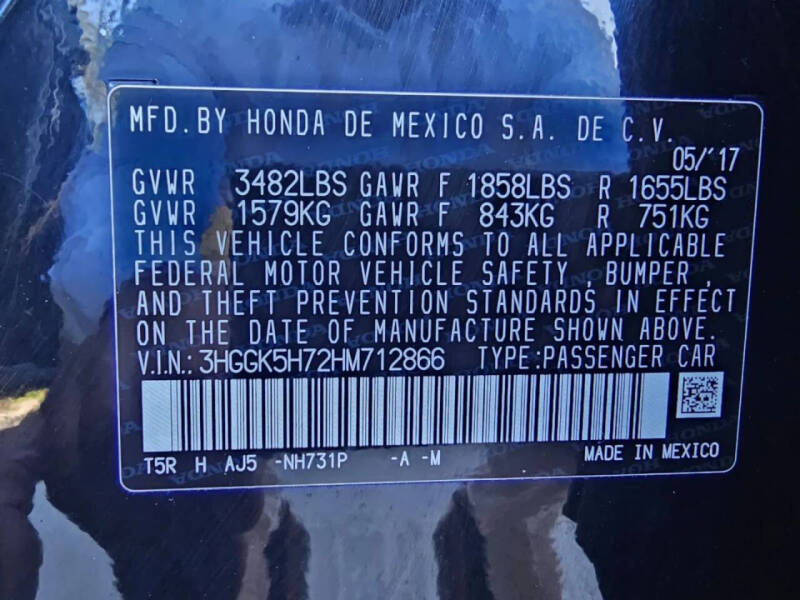 MFD. BY HONDA DE MEXICO S.A. DE C.V.
05/'17
GVWR 3482LBS GAWR F 1858LBS R 1655LBS
GVWR 1579KG GAWR F 843KG R 751KG
THIS VEHICLE CONFORMS TO ALL APPLICABLE
FEDERAL MOTOR VEHICLE SAFETY , BUMPER ,
AND THEFT PREVENTION STANDARDS IN EFFECT
ON THE DATE OF MANUFACTURE SHOWN ABOVE.
V.I.N.: 3HGGK5H72HM712866 TYPE:PASSENGER CAR
T5R H AJ5 -NH731P -A -M MADE IN MEXICO